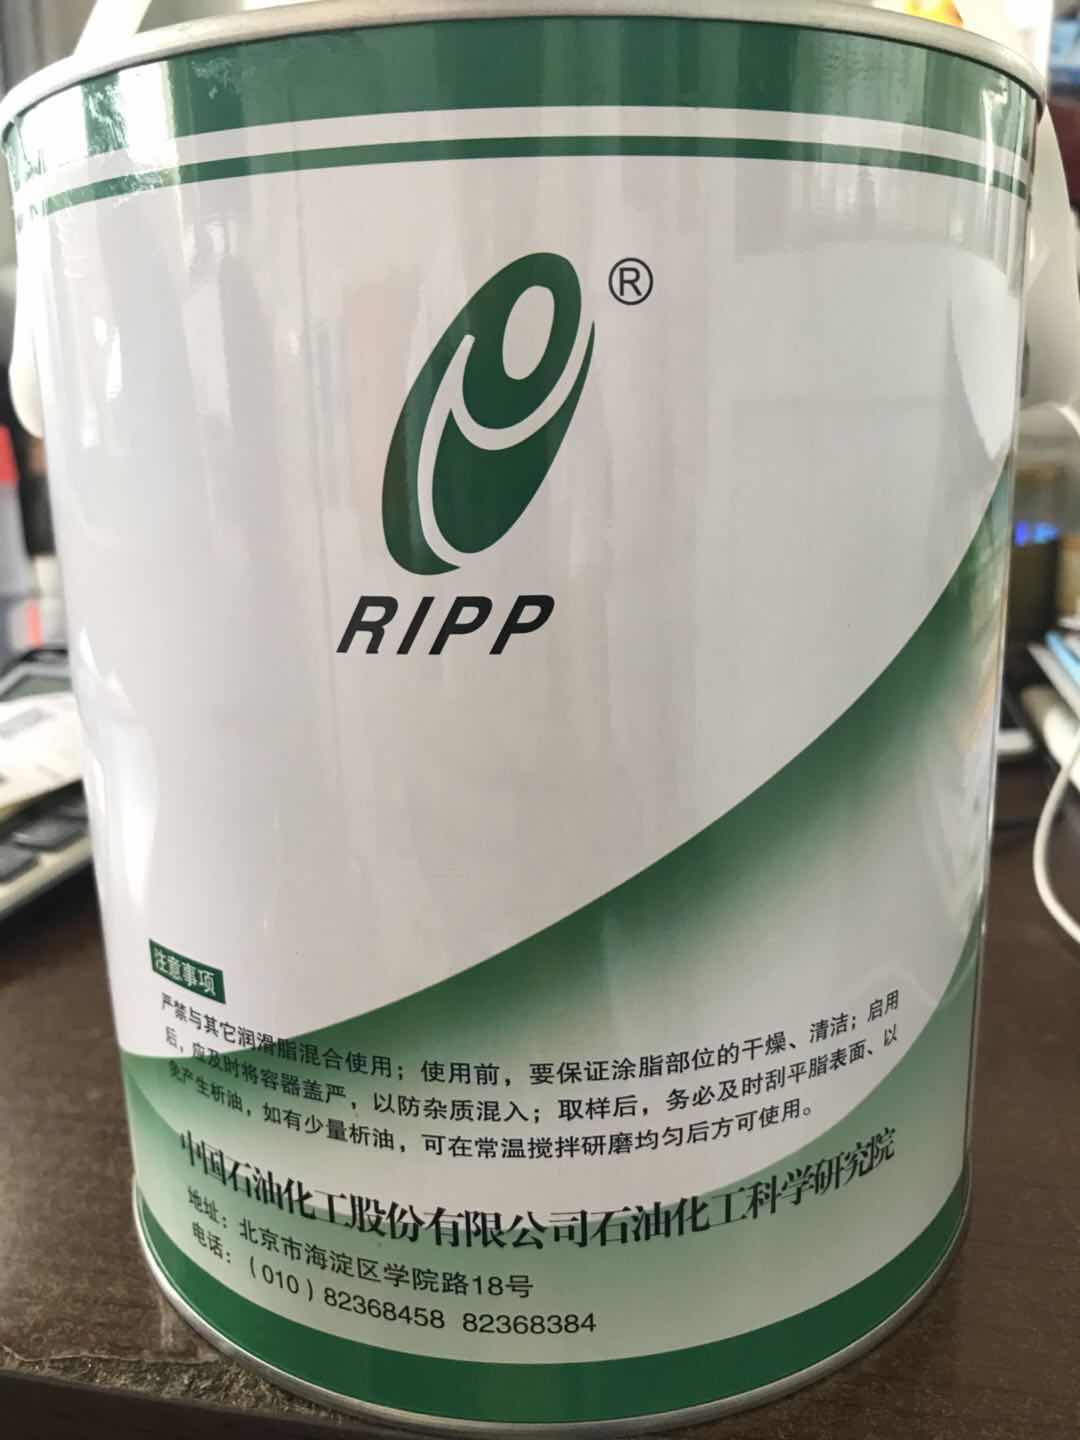 ®
RIPP
注意事项
严禁与其它润滑脂混合使用；使用前，要保证涂脂部位的干燥、清洁；启用
后，应及时将容器盖严，以防杂质混入；取样后，务必及时刮平脂表面、以
免产生析油，如有少量析油，可在常温搅拌研磨均匀后方可使用。
中国石油化工股份有限公司石油化工科学研究院
地址：北京市海淀区学院路18号
电话：(010) 82368458 82368384